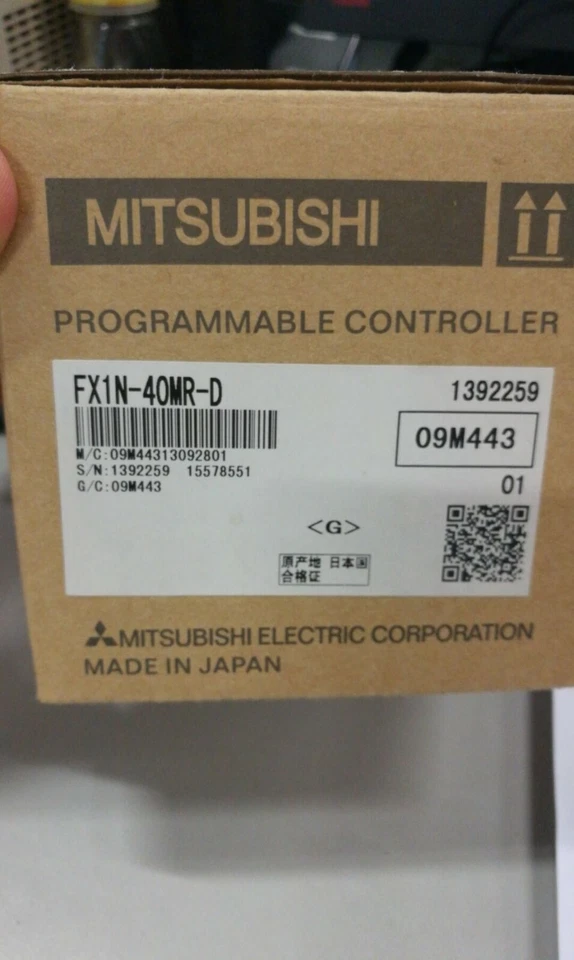 MITSUBISHI
PROGRAMMABLE CONTROLLER
FX1N-40MR-D
1392259
M/C:09M44313092801
S/N:1392259 15578551
G/C:09M443
09M443
01
<G>
原产地 日本国
合格证
MITSUBISHI ELECTRIC CORPORATION
MADE IN JAPAN